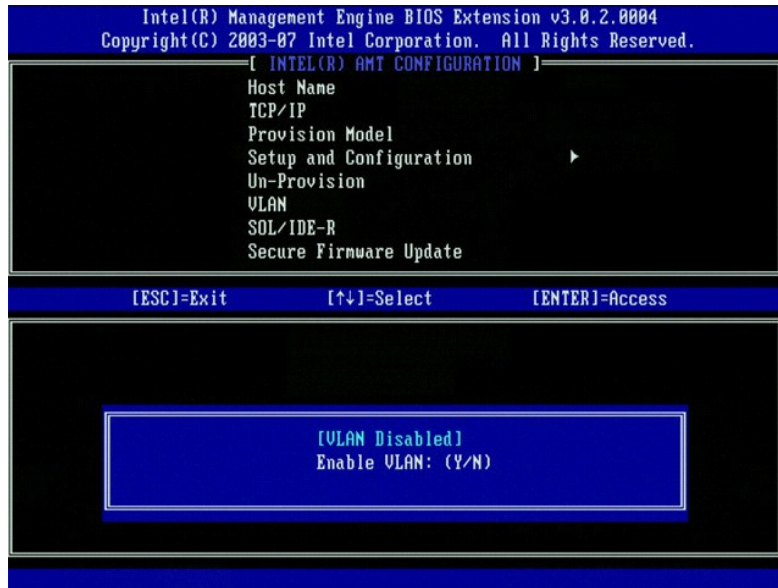 Intel(R) Management Engine BIOS Extension v3.0.2.0004
Copyright(C) 2003-07 Intel Corporation. All Rights Reserved.
[ INTEL(R) AMT CONFIGURATION ]
Host Name
TCP/IP
Provision Model
Setup and Configuration ►
Un-Provision
VLAN
SOL/IDE-R
Secure Firmware Update
[ESC]=Exit [↑↓]=Select [ENTER]=Access
[VLAN Disabled]
Enable VLAN: (Y/N)